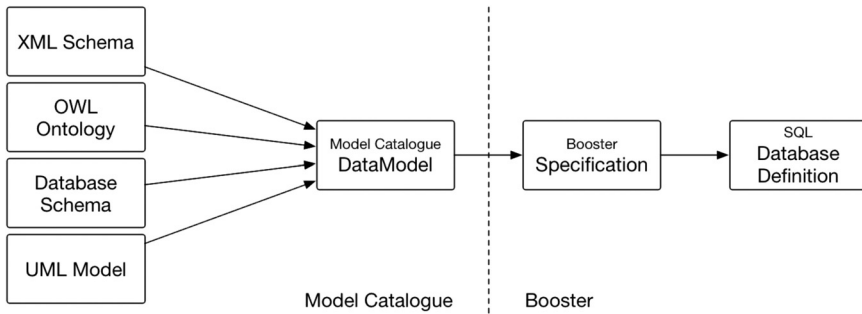 XML Schema
OWL
Ontology
Database
Schema
UML Model
Model Catalogue
DataModel
Booster
Specification
SQL
Database
Definition
Model Catalogue
Booster